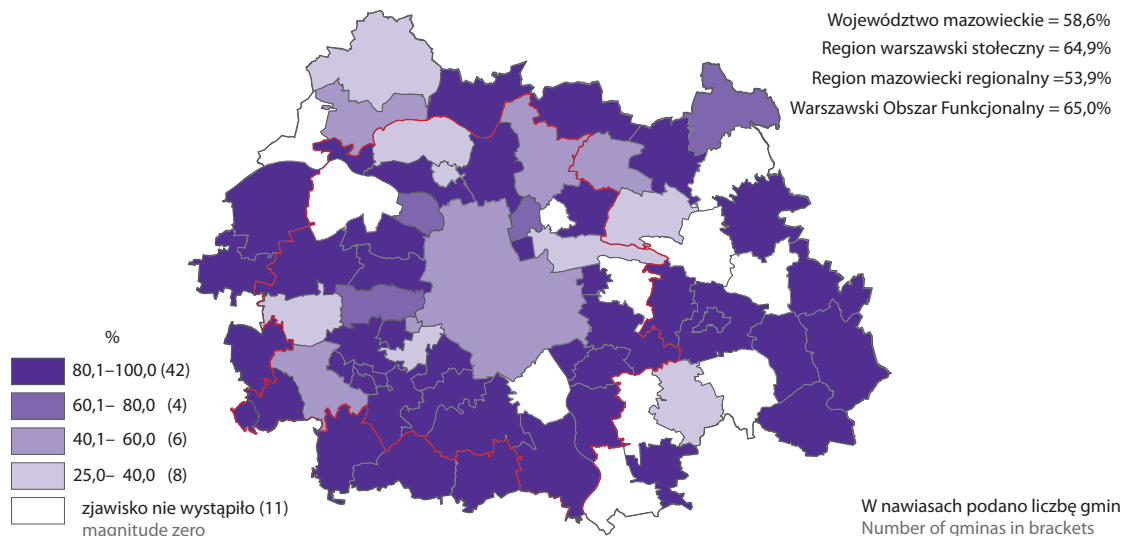 Województwo mazowieckie = 58,6%
Region warszawski stołeczny = 64,9%
Region mazowiecki regionalny =53,9%
Warszawski Obszar Funkcjonalny = 65,0%
%
80,1–100,0 (42)
60,1– 80,0 (4)
40,1– 60,0 (6)
25,0– 40,0 (8)
zjawisko nie wystąpiło (11)
magnitude zero
W nawiasach podano liczbę gmin
Number of gminas in brackets